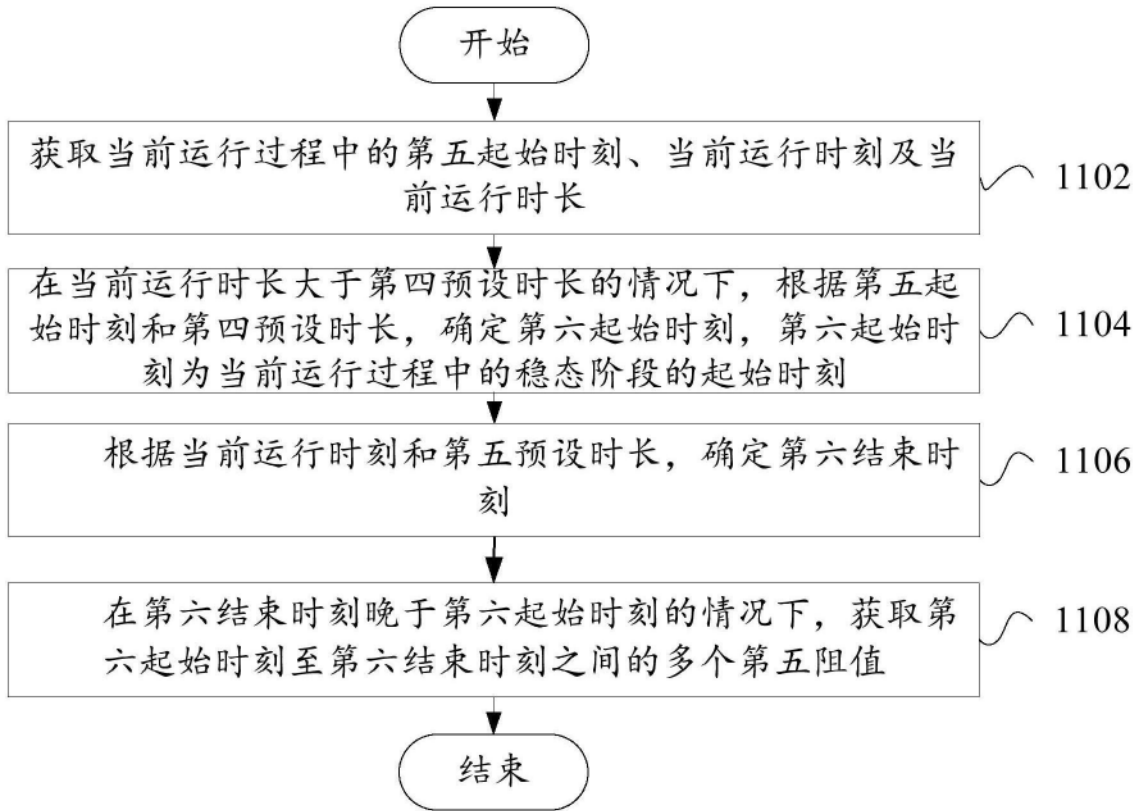 开始
获取当前运行过程中的第五起始时刻、当前运行时刻及当
前运行时长
1102
在当前运行时长大于第四预设时长的情况下，根据第五起
始时刻和第四预设时长，确定第六起始时刻，第六起始时
刻为当前运行过程中的稳态阶段的起始时刻
1104
根据当前运行时刻和第五预设时长，确定第六结束时
刻
1106
在第六结束时刻晚于第六起始时刻的情况下，获取第
六起始时刻至第六结束时刻之间的多个第五阻值
1108
结束